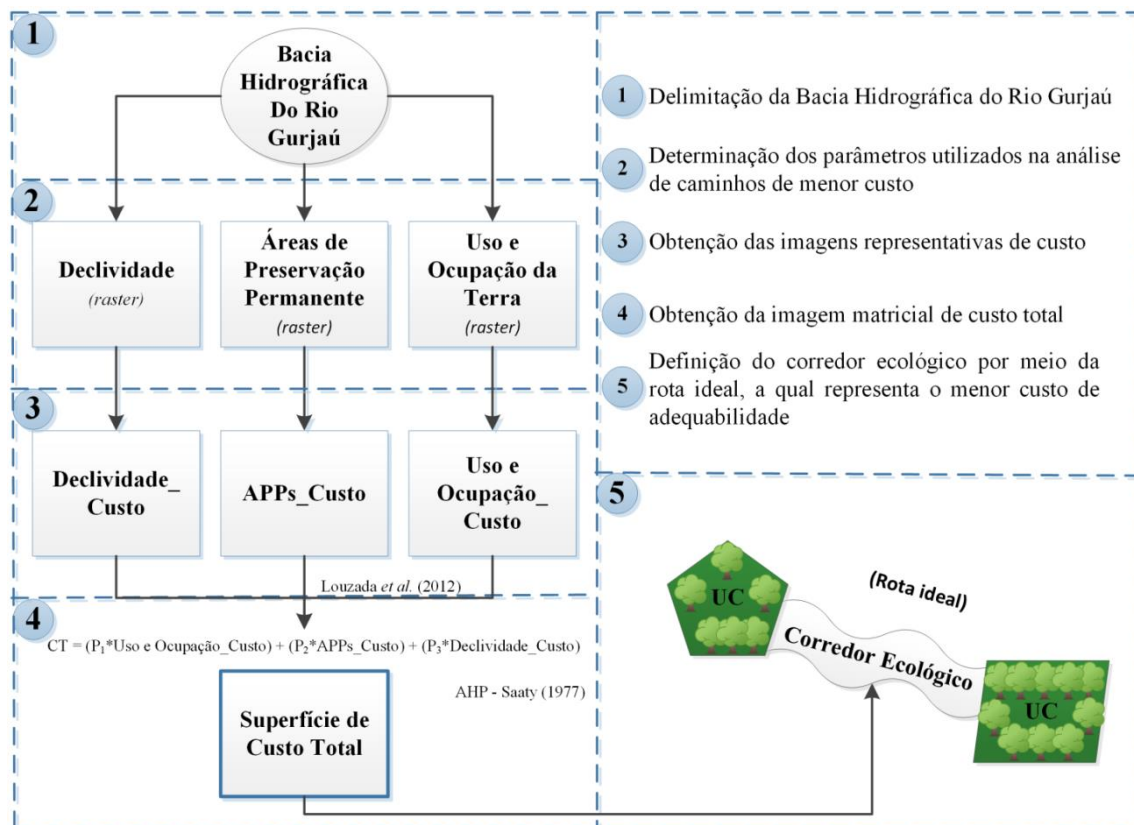 1
Bacia
Hidrográfica
Do Rio
Gurjaú
2
Declividade
(raster)
Áreas de
Preservação
Permanente
(raster)
Uso e
Ocupação da
Terra
(raster)
3
Declividade_
Custo
APPs_Custo
Uso e
Ocupação_
Custo
Louzada et al. (2012)
4
CT = (P₁*Uso e Ocupação_Custo) + (P₂*APPs_Custo) + (P₃*Declividade_Custo)
AHP - Saaty (1977)
Superfície de
Custo Total
1 Delimitação da Bacia Hidrográfica do Rio Gurjaú
2 Determinação dos parâmetros utilizados na análise
de caminhos de menor custo
3 Obtenção das imagens representativas de custo
4 Obtenção da imagem matricial de custo total
5 Definição do corredor ecológico por meio da
rota ideal, a qual representa o menor custo de
adequabilidade
5
UC
(Rota ideal)
Corredor Ecológico
UC